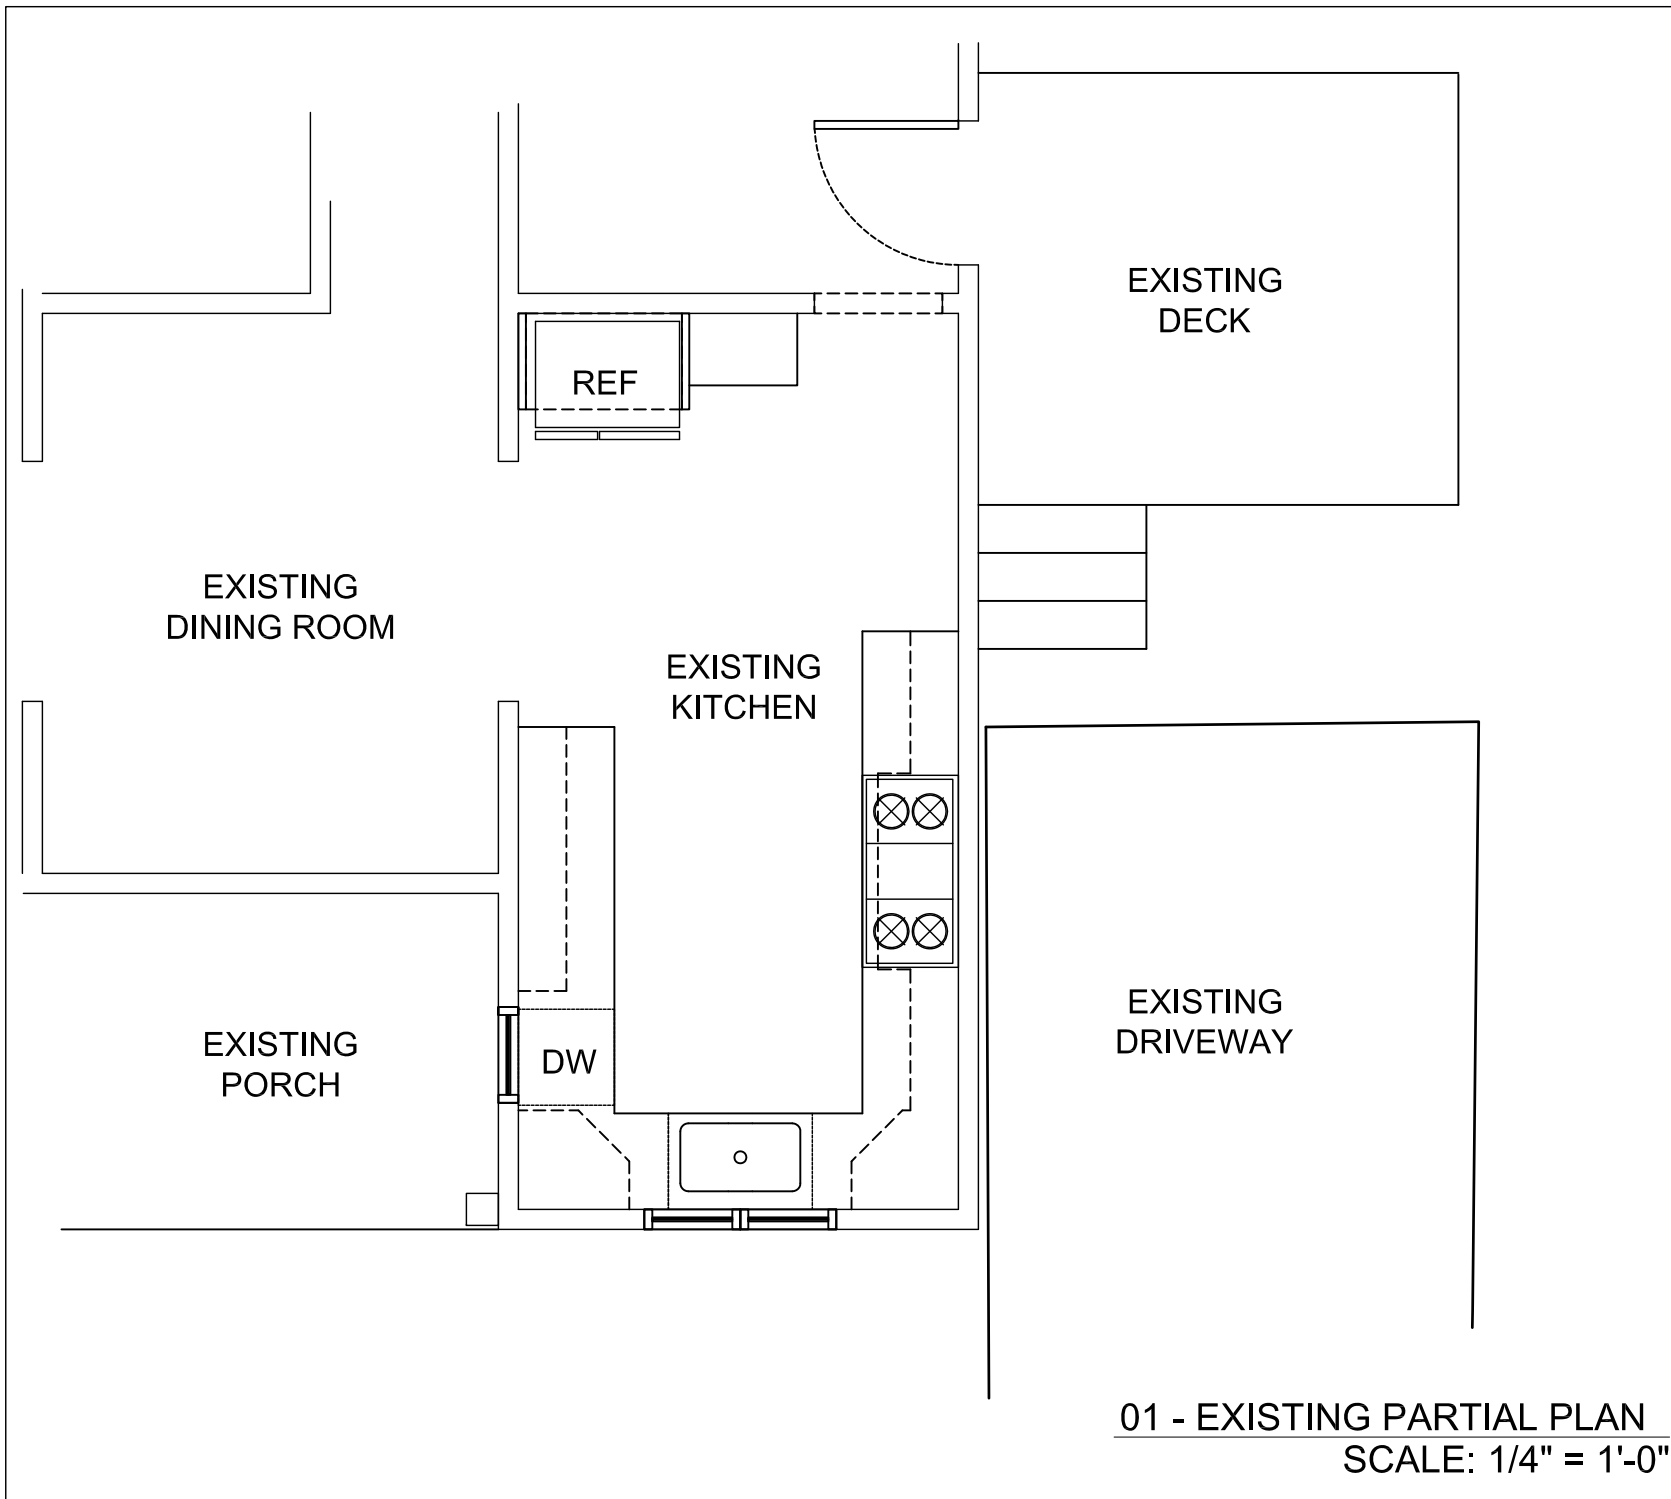 EXISTING
DECK
REF
EXISTING
DINING ROOM
EXISTING
KITCHEN
EXISTING
DRIVEWAY
EXISTING
PORCH
DW
01 - EXISTING PARTIAL PLAN
SCALE: 1/4" = 1'-0"